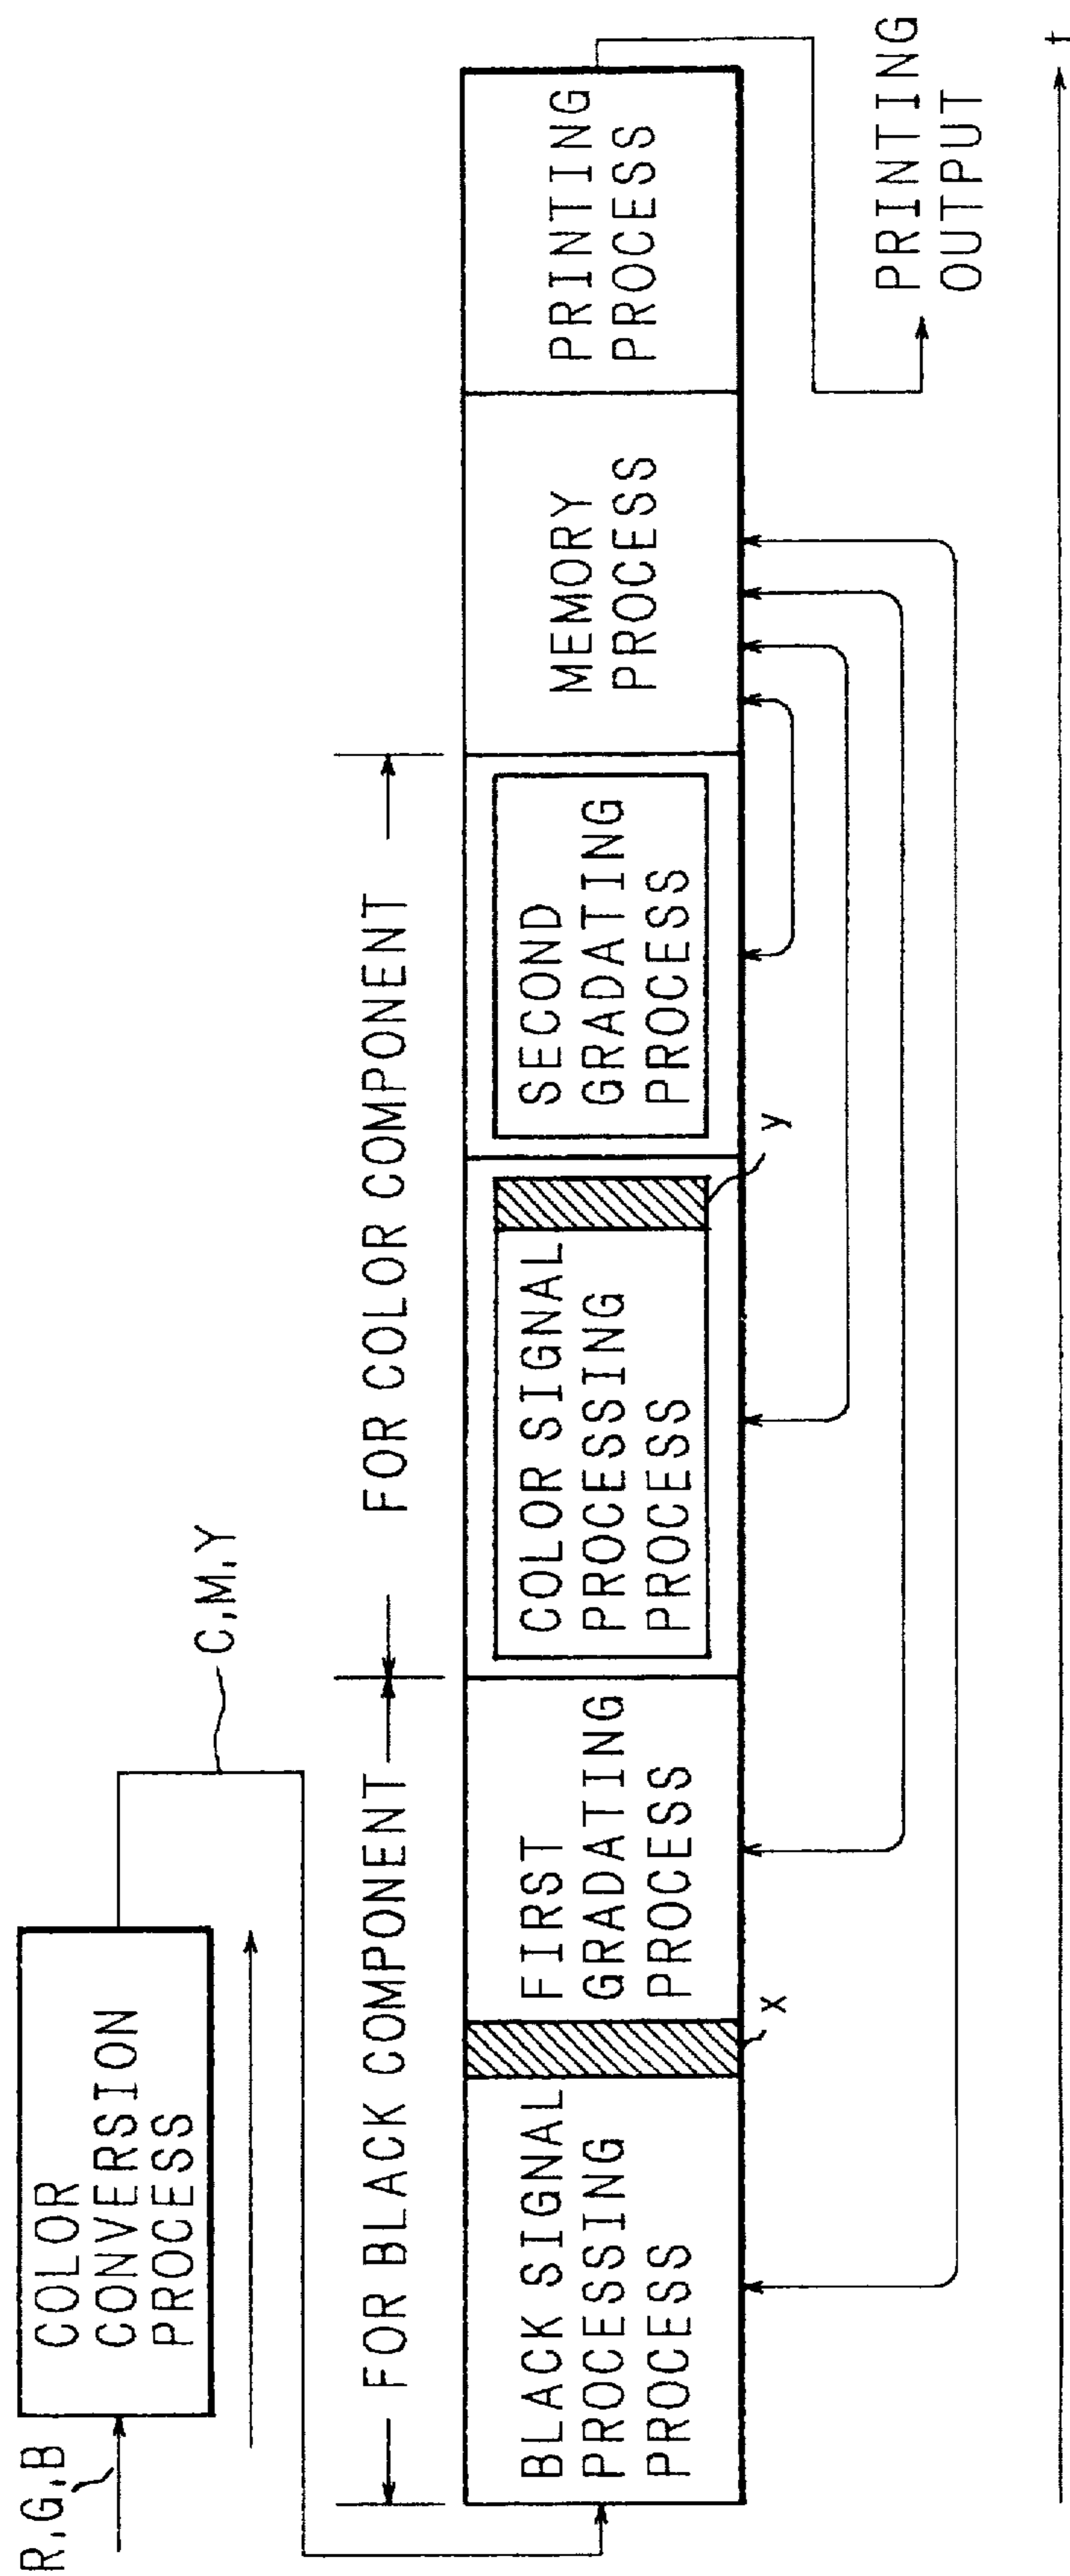 R,G,B
COLOR
CONVERSION
PROCESS
C,M,Y
FOR BLACK COMPONENT
FOR COLOR COMPONENT
BLACK SIGNAL
PROCESSING
PROCESS
x
FIRST
GRADATING
PROCESS
COLOR SIGNAL
PROCESSING
PROCESS
y
SECOND
GRADATING
PROCESS
MEMORY
PROCESS
PRINTING
PROCESS
PRINTING
OUTPUT
t